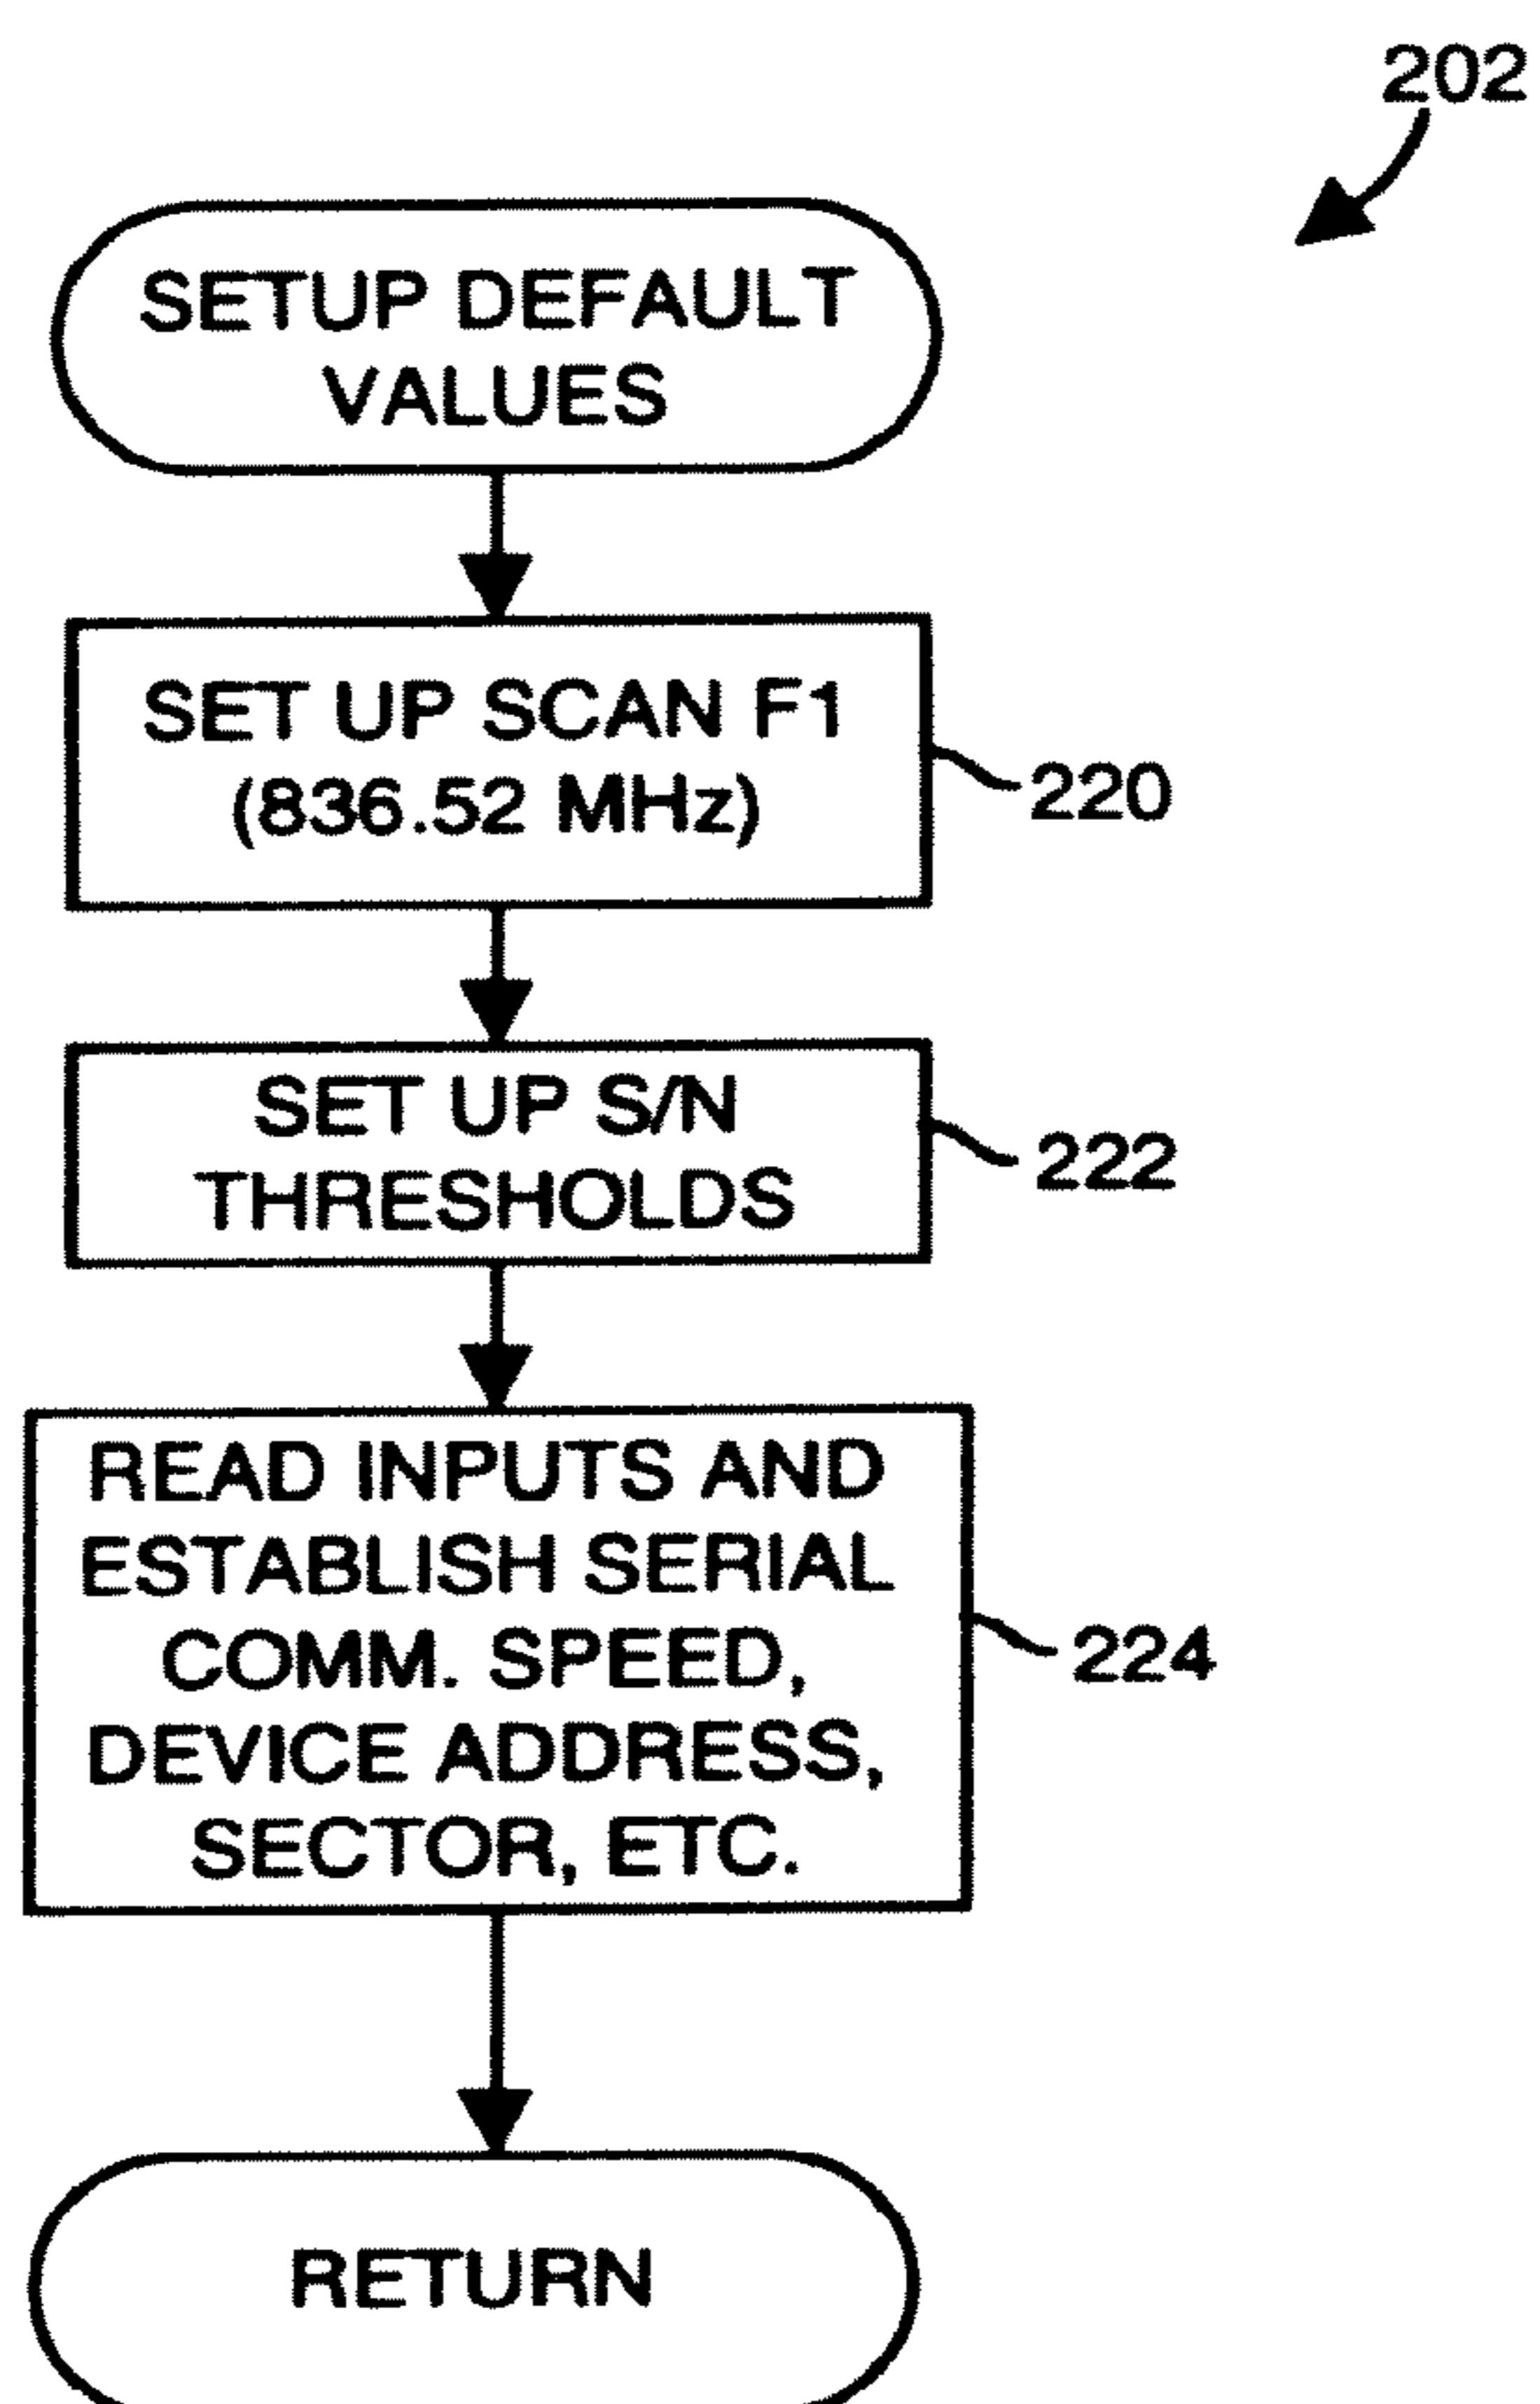 202
SETUP DEFAULT
VALUES
SET UP SCAN F1
(836.52 MHz)
220
SET UP S/N
THRESHOLDS
222
READ INPUTS AND
ESTABLISH SERIAL
COMM. SPEED,
DEVICE ADDRESS,
SECTOR, ETC.
224
RETURN